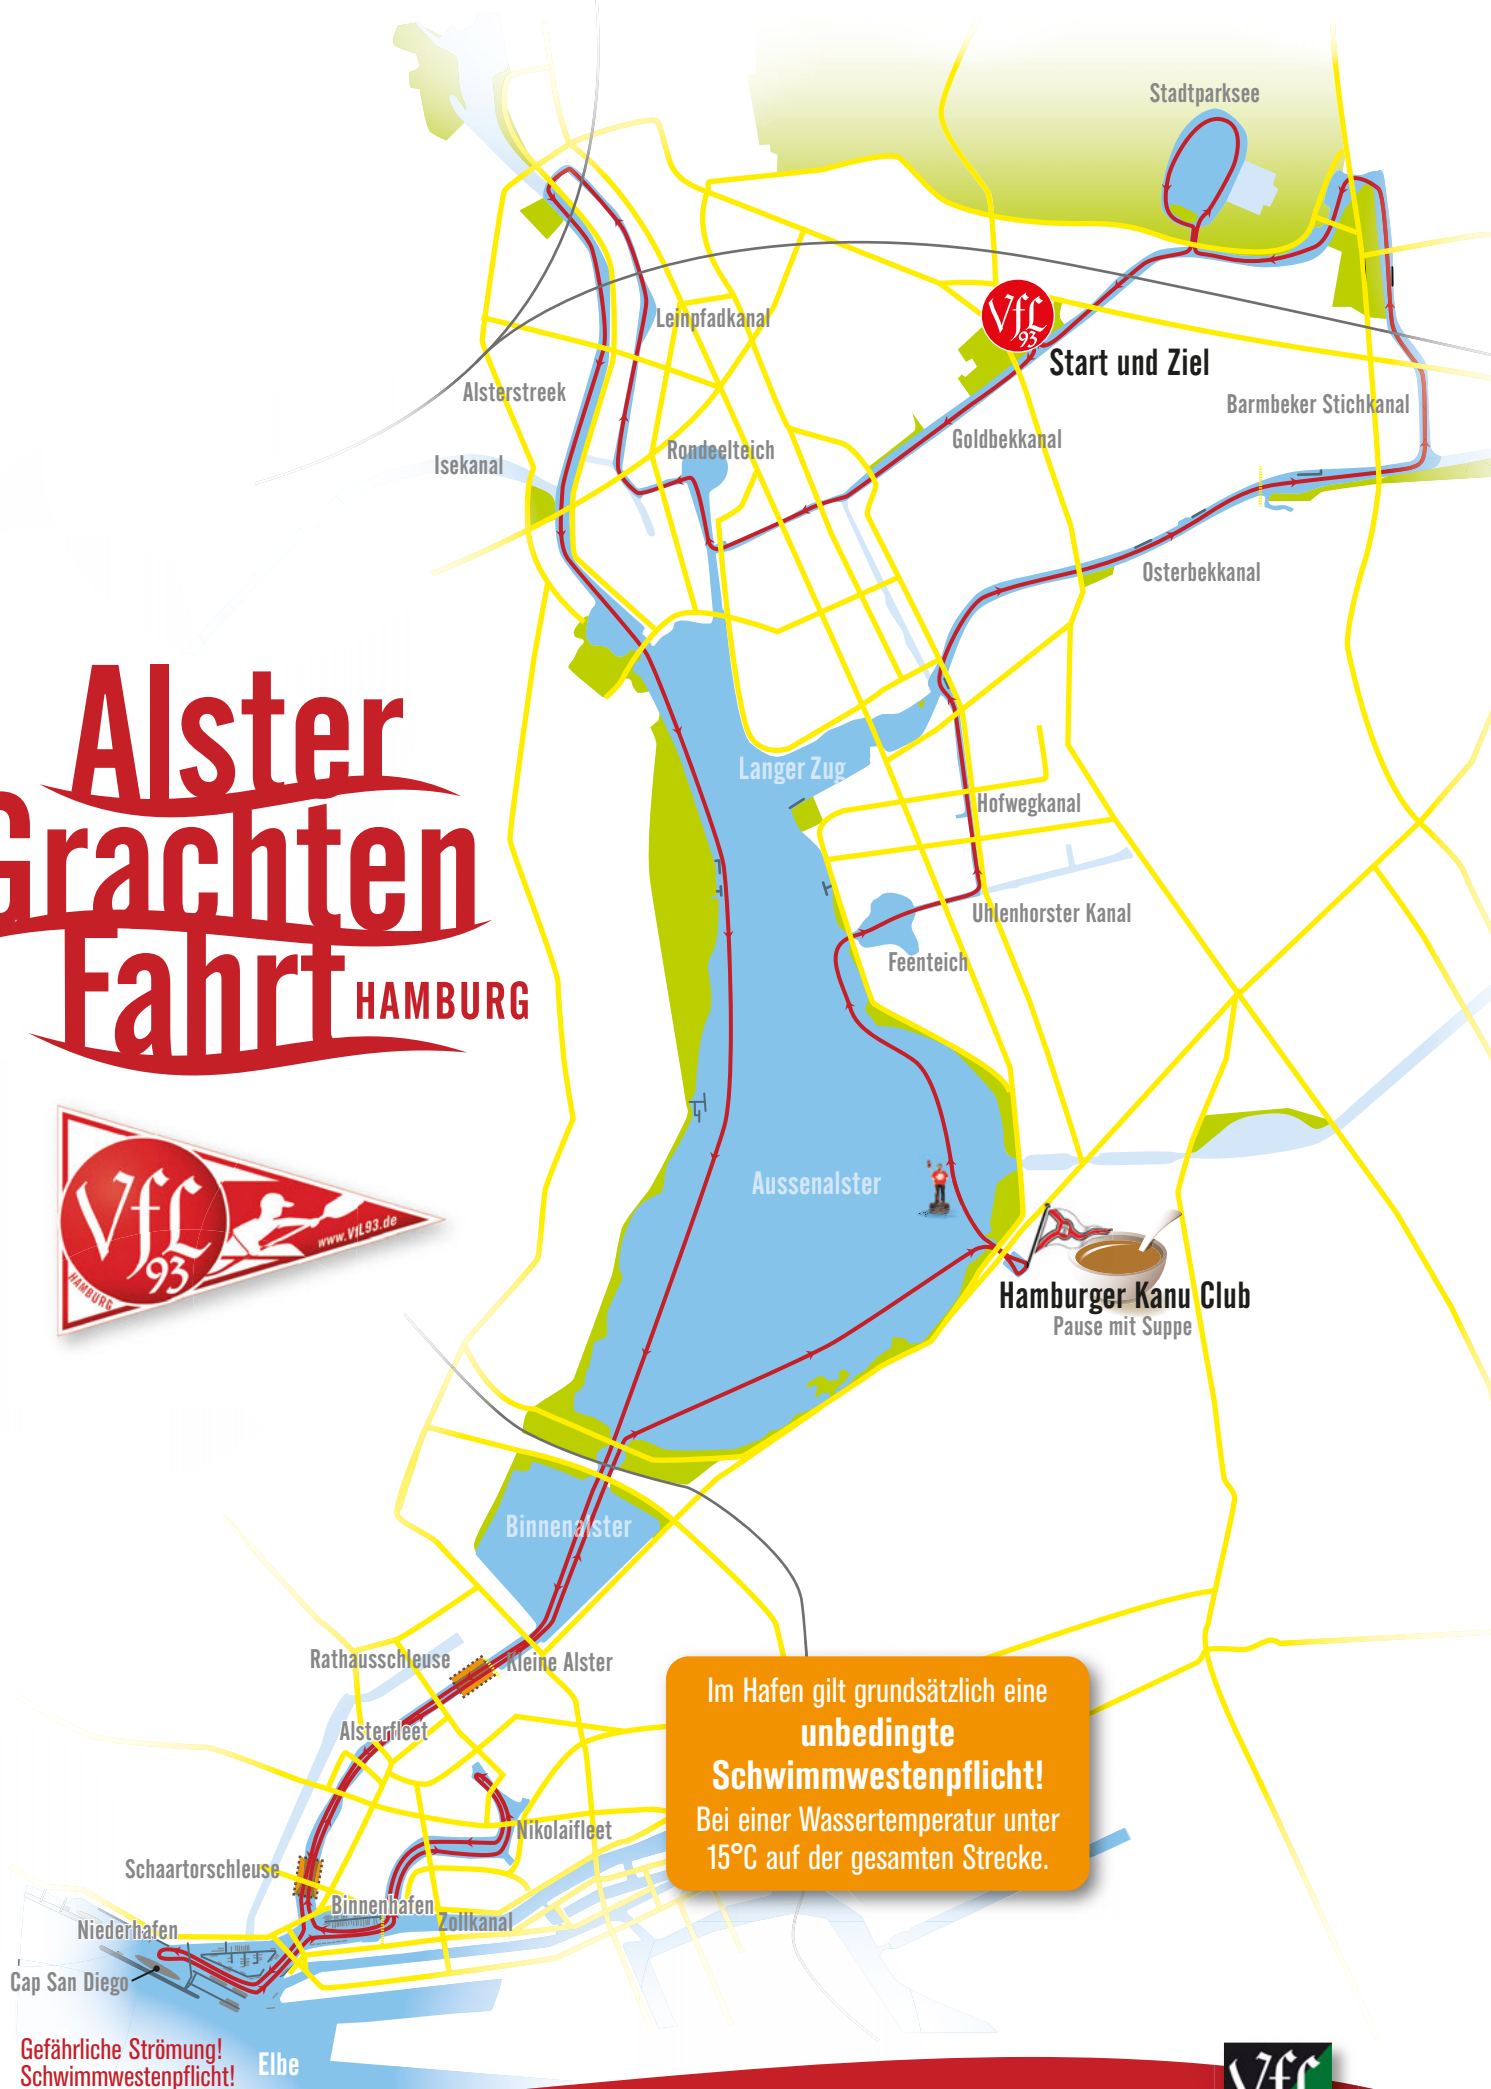 Stadtparksee
Leinpfadkanal
VfL
93
Start und Ziel
Alsterstreek
Barmbeker Stichkanal
Goldbekkanal
Rondeelteich
Isekanal
Osterbekkanal
Alster
Grachten
Fahrt HAMBURG
Langer Zug
Hofwegkanal
Uhlenhorster Kanal
Feenteich
VfL
93
HAMBURG
www.VfL93.de
Aussenalster
Hamburger Kanu Club
Pause mit Suppe
Binnenalster
Rathausschleuse
Kleine Alster
Im Hafen gilt grundsätzlich eine
unbedingte
Schwimmwestenpflicht!
Bei einer Wassertemperatur unter
15°C auf der gesamten Strecke.
Alsterfleet
Nikolaifleet
Schaartorschleuse
Binnenhafen
Zollkanal
Niederhafen
Cap San Diego
Gefährliche Strömung!
Schwimmwestenpflicht!
Elbe
VfL